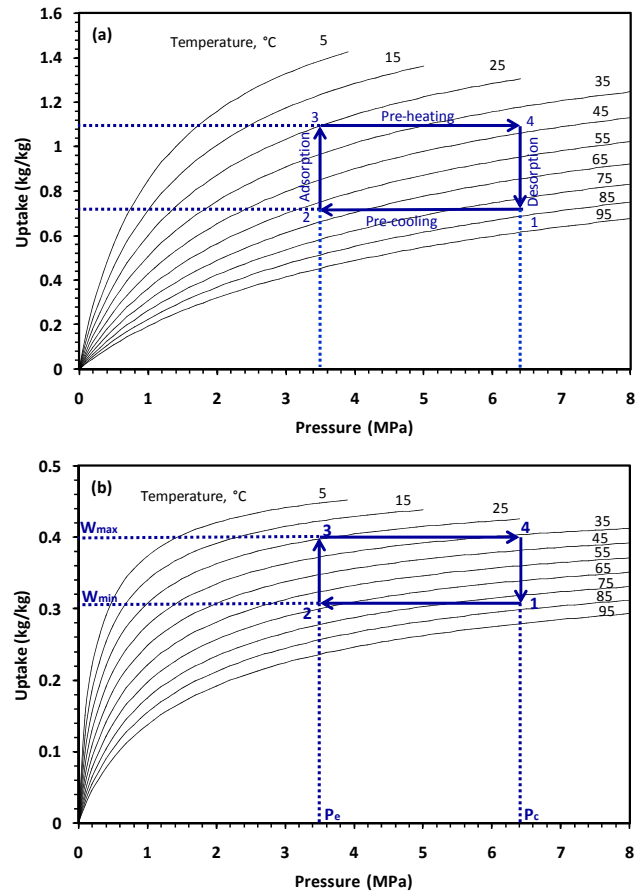 (a)
Temperature, °C
5
15
25
35
45
55
65
75
85
95
1.6
1.4
1.2
1
0.8
0.6
0.4
0.2
0
Uptake (kg/kg)
3
Pre-heating
4
Adsorption
Desorption
2
Pre-cooling
1
0 1 2 3 4 5 6 7 8
Pressure (MPa)
(b)
Temperature, °C
5
15
25
35
45
55
65
75
85
95
0.5
0.4
0.3
0.2
0.1
0
Uptake (kg/kg)
Wmax
Wmin
3
4
2
1
Pe
Pc
0 1 2 3 4 5 6 7 8
Pressure (MPa)